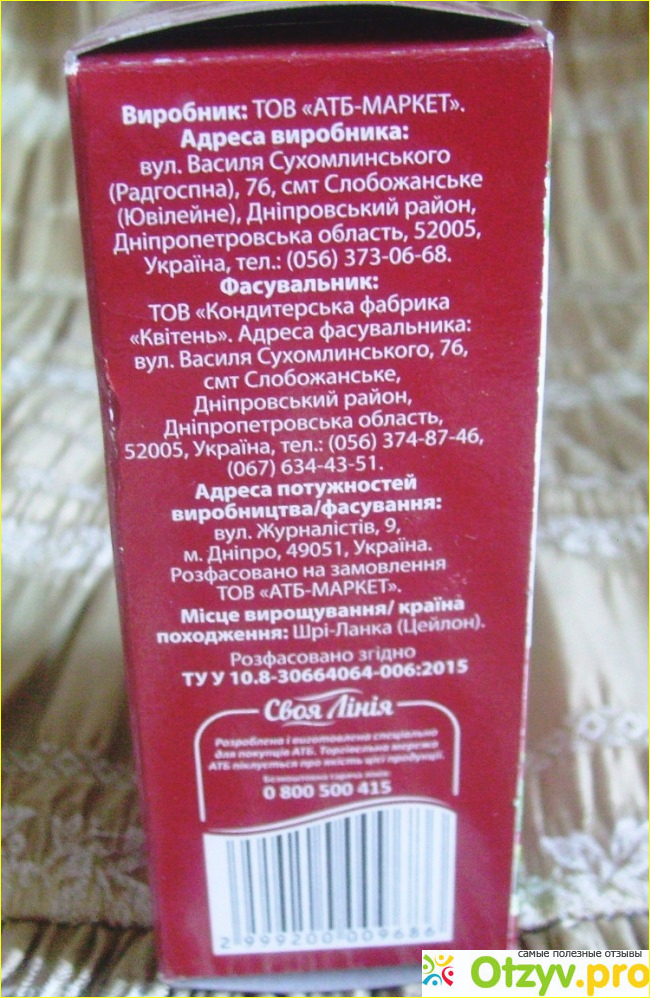 Виробник: ТОВ «АТБ-МАРКЕТ».
Адреса виробника:
вул. Василя Сухомлинського
(Радгоспна), 76, смт Слобожанське
(Ювілейне), Дніпровський район,
Дніпропетровська область, 52005,
Україна, тел.: (056) 373-06-68.
Фасувальник:
ТОВ «Кондитерська фабрика
«Квітень». Адреса фасувальника:
вул. Василя Сухомлинського, 76,
смт Слобожанське,
Дніпровський район,
Дніпропетровська область,
52005, Україна, тел.: (056) 374-87-46,
(067) 634-43-51.
Адреса потужностей
виробництва/фасування:
вул. Журналістів, 9,
м. Дніпро, 49051, Україна.
Розфасовано на замовлення
ТОВ «АТБ-МАРКЕТ».
Місце вирощування/ країна
походження: Шрі-Ланка (Цейлон).
Розфасовано згідно
ТУ У 10.8-30664064-006:2015
Своя Лінія
Розроблено і виготовлено спеціально
для покупців АТБ. Торгівельна мережа
АТБ піклується про якість цієї продукції.
Безкоштовна гаряча лінія
0 800 500 415
2 999200 009686
самые полезные отзывы
Otzyv.pro